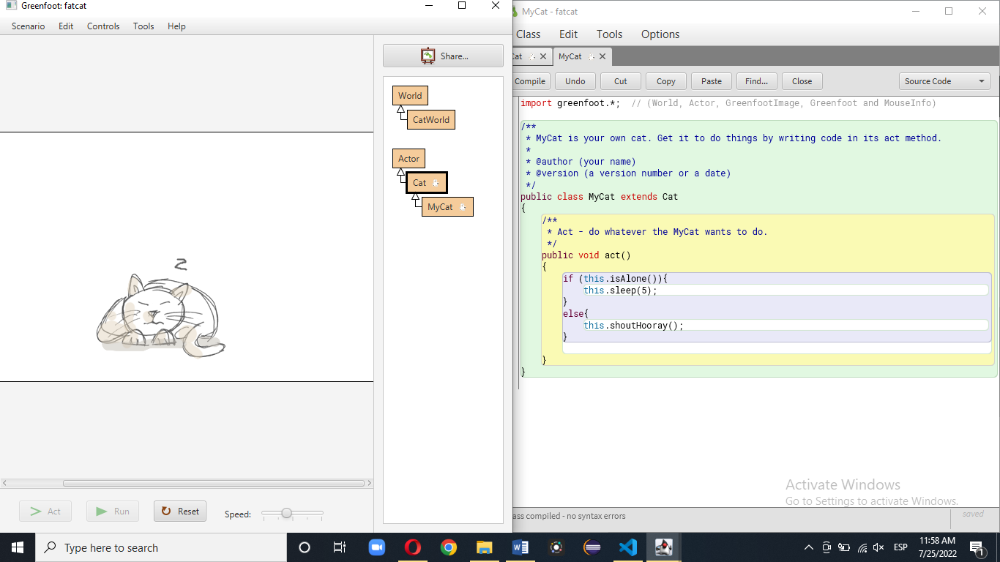 Greenfoot: fatcat
Scenario Edit Controls Tools Help
Share...
World
CatWorld
Actor
Cat
MyCat
z
Act Run Reset Speed:
MyCat - fatcat
Class Edit Tools Options
Cat MyCat
Compile Undo Cut Copy Paste Find... Close Source Code
import greenfoot.*;  // (World, Actor, GreenfootImage, Greenfoot and MouseInfo)
/**
 * MyCat is your own cat. Get it to do things by writing code in its act method.
 *
 * @author (your name)
 * @version (a version number or a date)
 */
public class MyCat extends Cat
{
    /**
     * Act - do whatever the MyCat wants to do.
     */
    public void act()
    {
        if (this.isAlone()){
            this.sleep(5);
        }
        else{
            this.shoutHooray();
        }
    }
}
Activate Windows
Go to Settings to activate Windows.
ass compiled - no syntax errors
saved
Type here to search
ESP
11:58 AM
7/25/2022
1